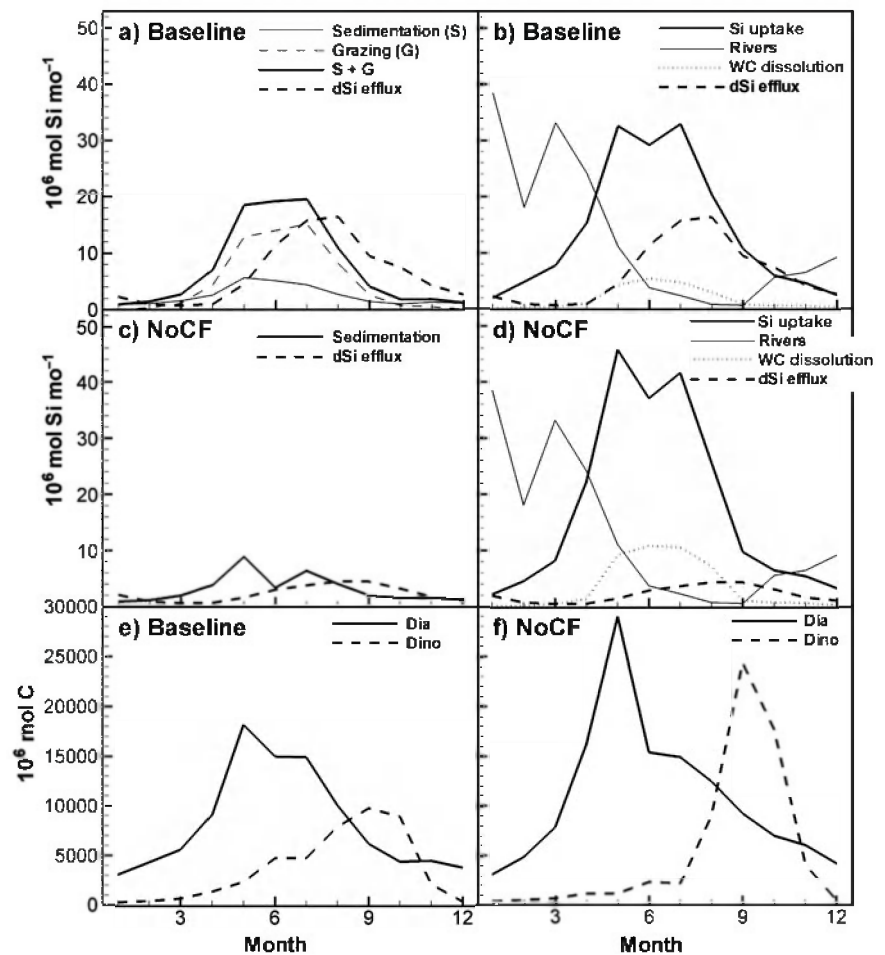 a) Baseline
Sedimentation (S)
Grazing (G)
S + G
dSi efflux
10⁶ mol Si mo⁻¹
50
40
30
20
10
0
b) Baseline
Si uptake
Rivers
WC dissolution
dSi efflux
c) NoCF
Sedimentation
dSi efflux
10⁶ mol Si mo⁻¹
50
40
30
20
10
d) NoCF
Si uptake
Rivers
WC dissolution
dSi efflux
e) Baseline
Dia
Dino
10⁶ mol C
30000
25000
20000
15000
10000
5000
0
3 6 9 12
Month
f) NoCF
Dia
Dino
3 6 9 12
Month